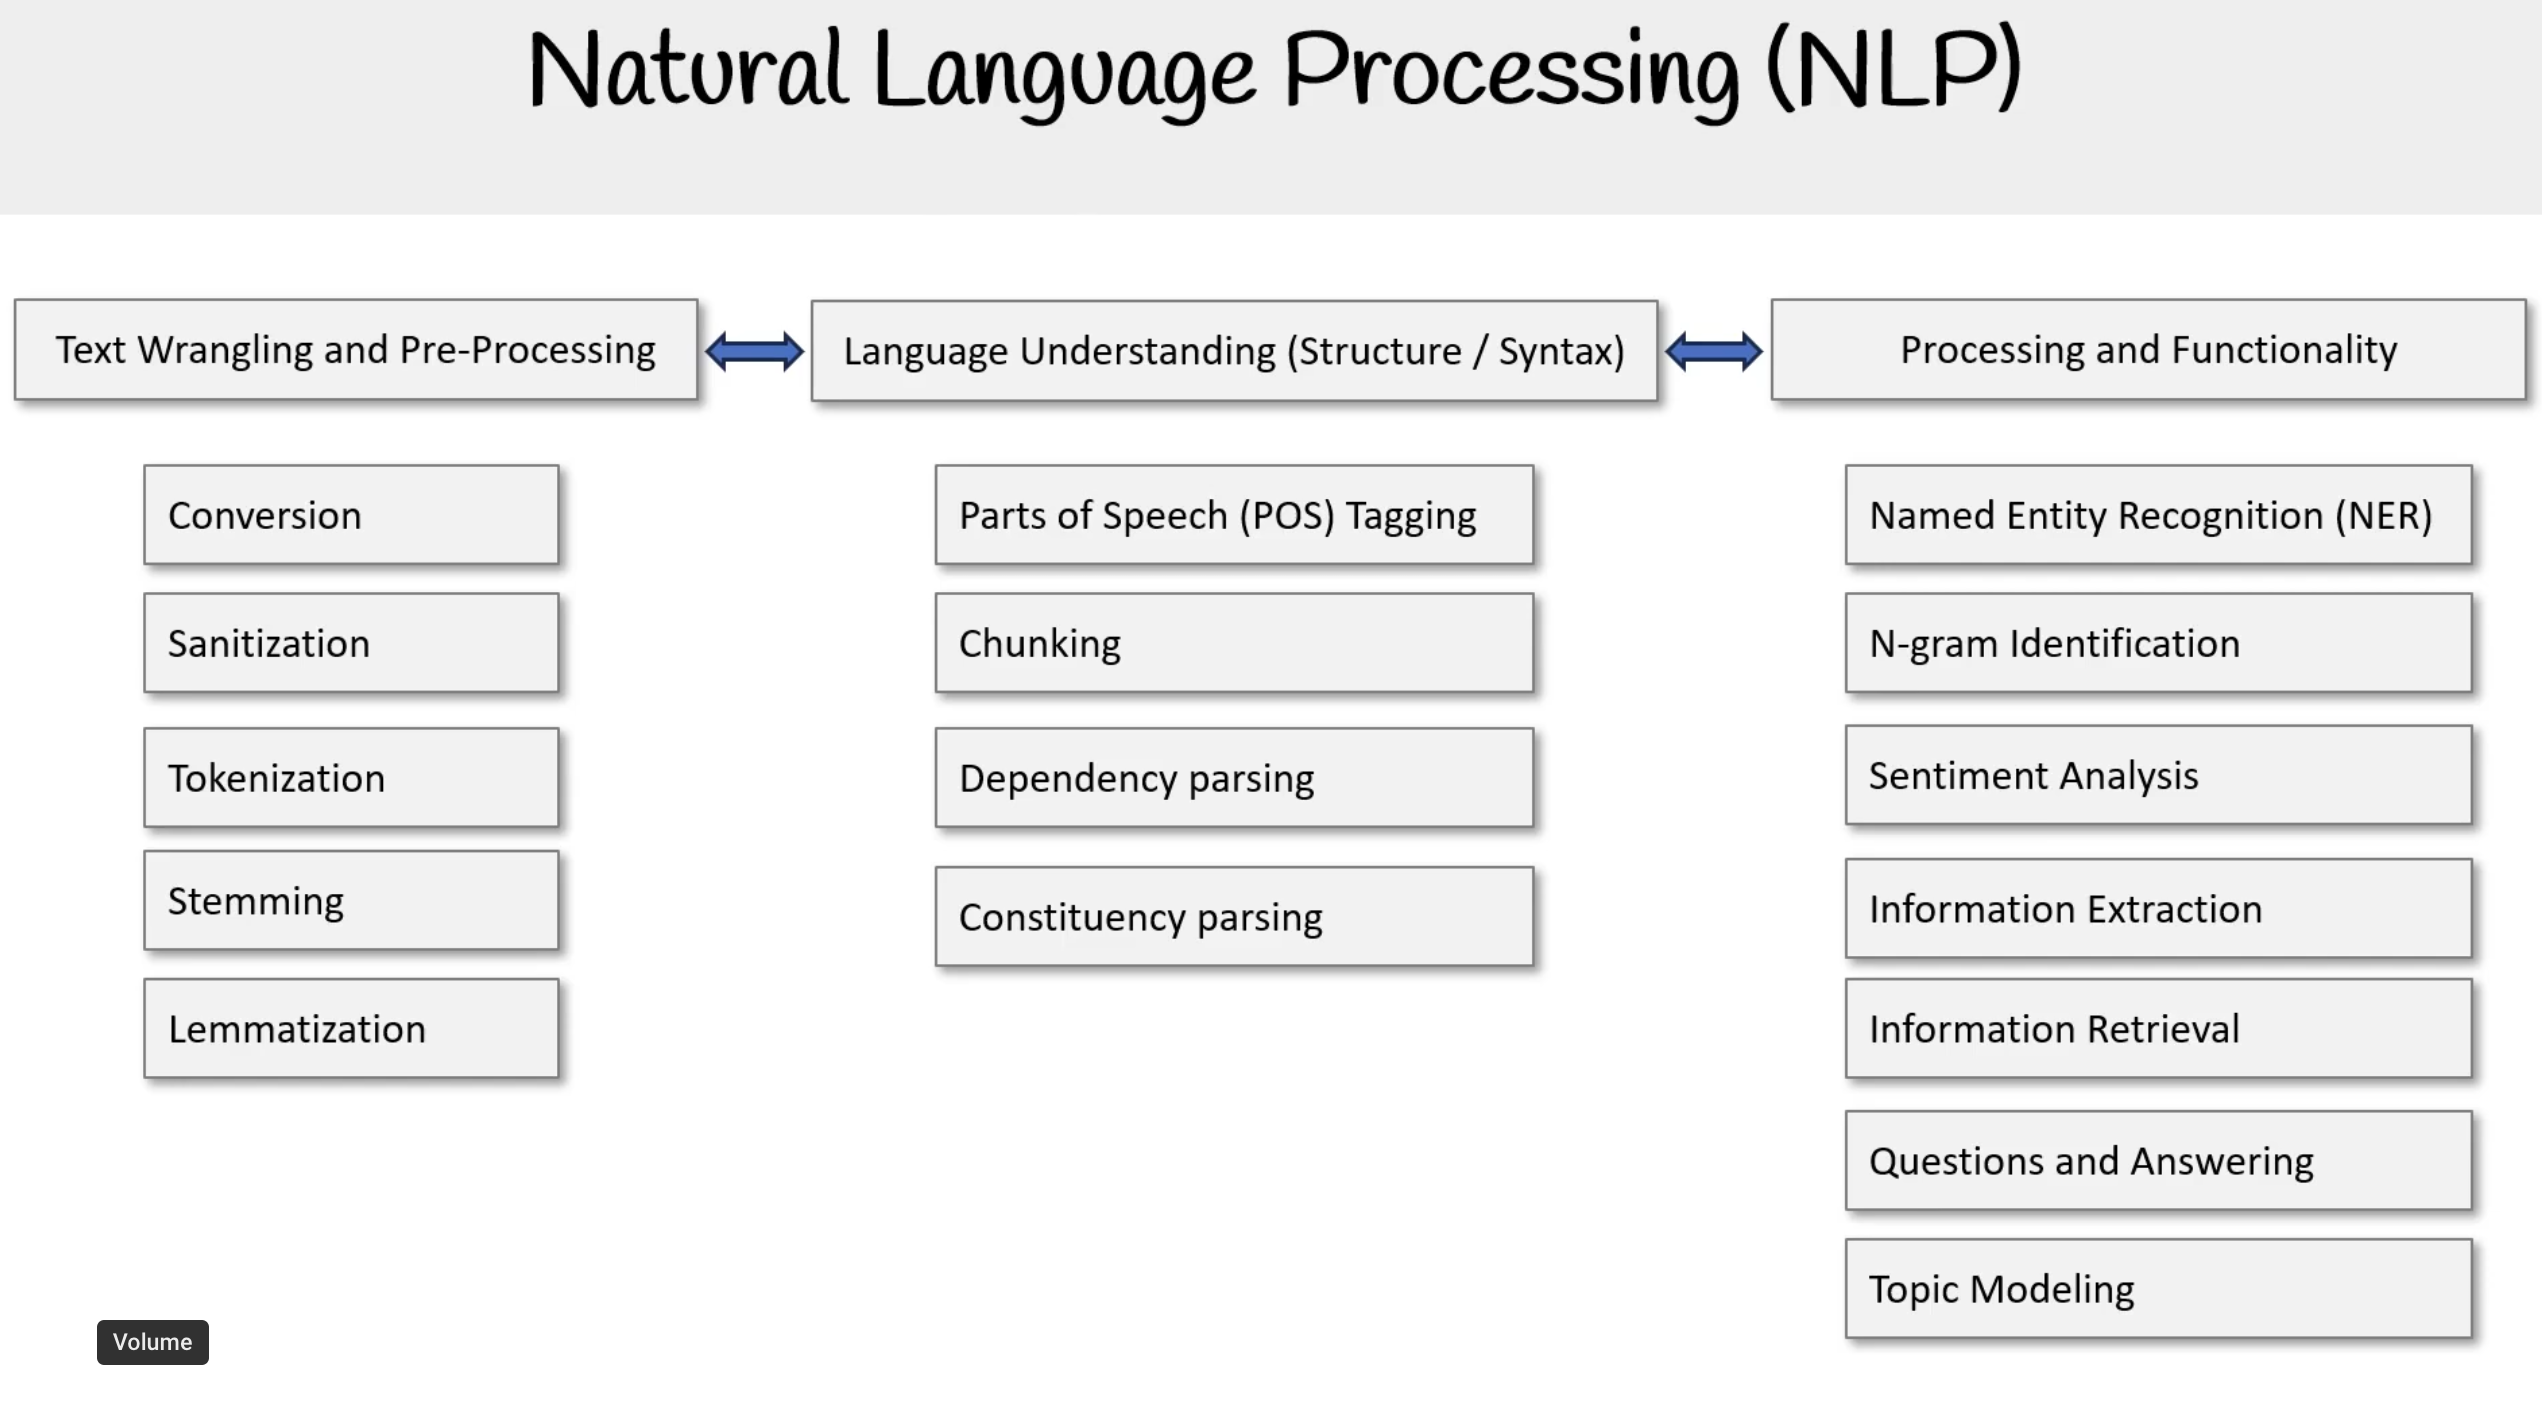 Natural Language Processing (NLP)
Text Wrangling and Pre-Processing
Language Understanding (Structure / Syntax)
Processing and Functionality
Conversion
Sanitization
Tokenization
Stemming
Lemmatization
Parts of Speech (POS) Tagging
Chunking
Dependency parsing
Constituency parsing
Named Entity Recognition (NER)
N-gram Identification
Sentiment Analysis
Information Extraction
Information Retrieval
Questions and Answering
Topic Modeling
Volume